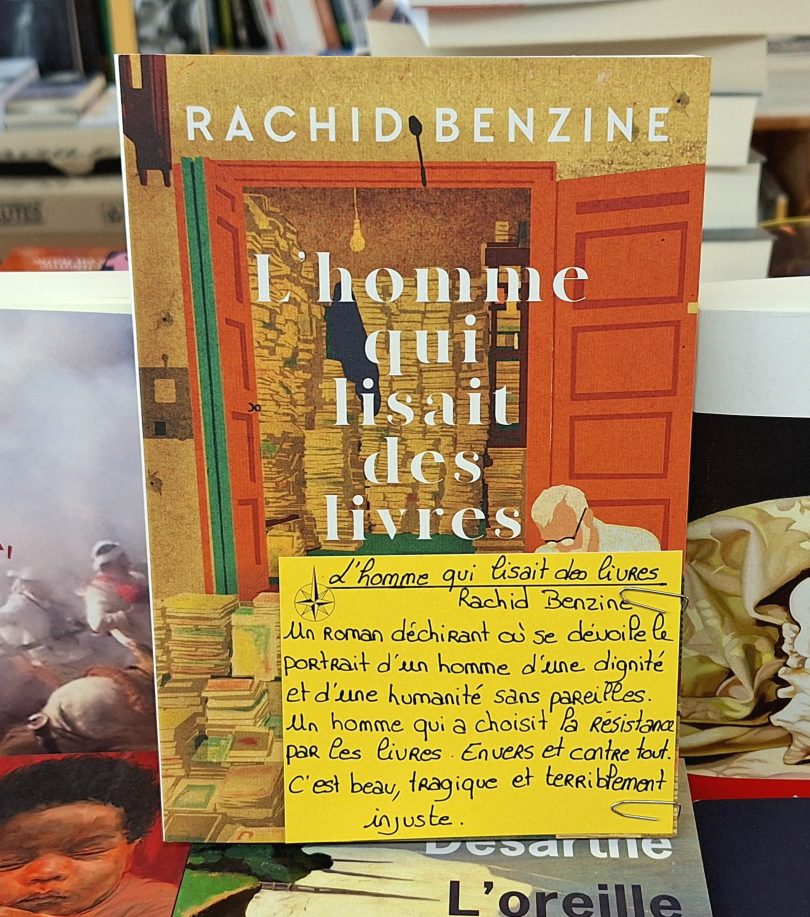 RACHID BENZINE
L'homme
qui
lisait
des
livres
L'homme qui lisait des livres
Rachid Benzine
Un roman déchirant où se dévoile le
portrait d'un homme d'une dignité
et d'une humanité sans pareilles.
Un homme qui a choisit la résistance
par les livres. Envers et contre tout.
C'est beau, tragique et terriblement
injuste.
Desarthe
L'oreille